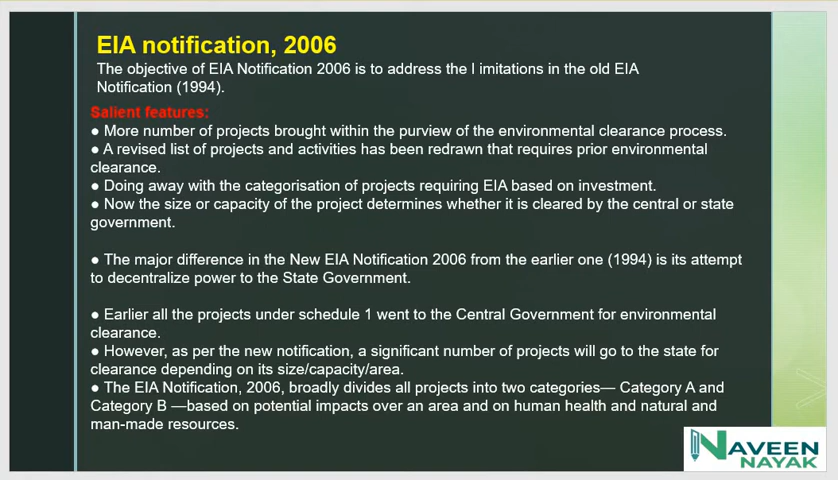 EIA notification, 2006
The objective of EIA Notification 2006 is to address the l imitations in the old EIA
Notification (1994).
Salient features:
● More number of projects brought within the purview of the environmental clearance process.
● A revised list of projects and activities has been redrawn that requires prior environmental
clearance.
● Doing away with the categorisation of projects requiring EIA based on investment.
● Now the size or capacity of the project determines whether it is cleared by the central or state
government.
● The major difference in the New EIA Notification 2006 from the earlier one (1994) is its attempt
to decentralize power to the State Government.
● Earlier all the projects under schedule 1 went to the Central Government for environmental
clearance.
● However, as per the new notification, a significant number of projects will go to the state for
clearance depending on its size/capacity/area.
● The EIA Notification, 2006, broadly divides all projects into two categories— Category A and
Category B —based on potential impacts over an area and on human health and natural and
man-made resources.
NAVEEN
NAYAK